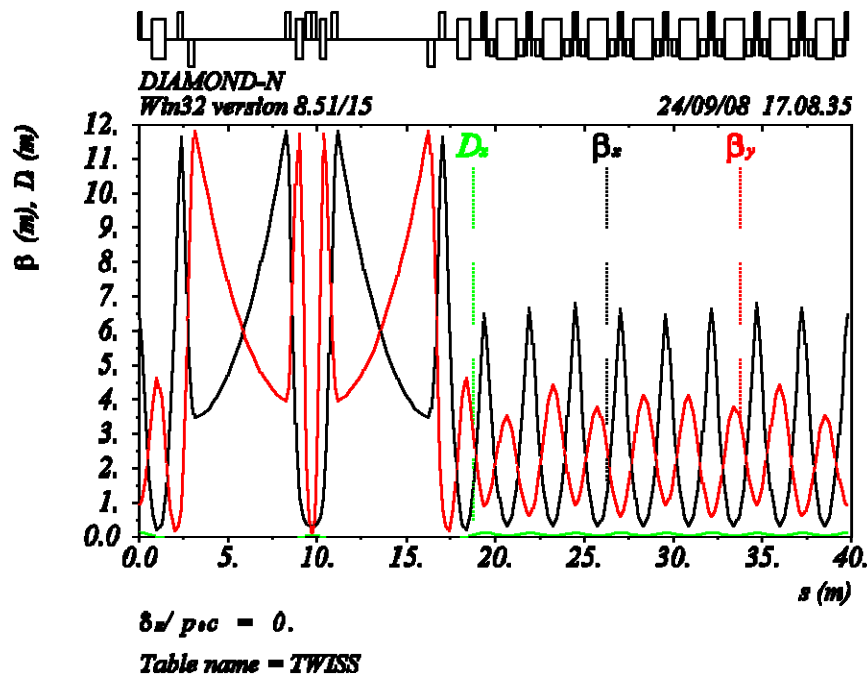 DIAMOND-N
Win32 version 8.51/15 24/09/08 17.08.35
β (m), D (m)
12.
11.
10.
9.
8.
7.
6.
5.
4.
3.
2.
1.
0.0
Dx βx βy
0.0 5. 10. 15. 20. 25. 30. 35. 40.
s (m)
δE/ p0c = 0.
Table name = TWISS